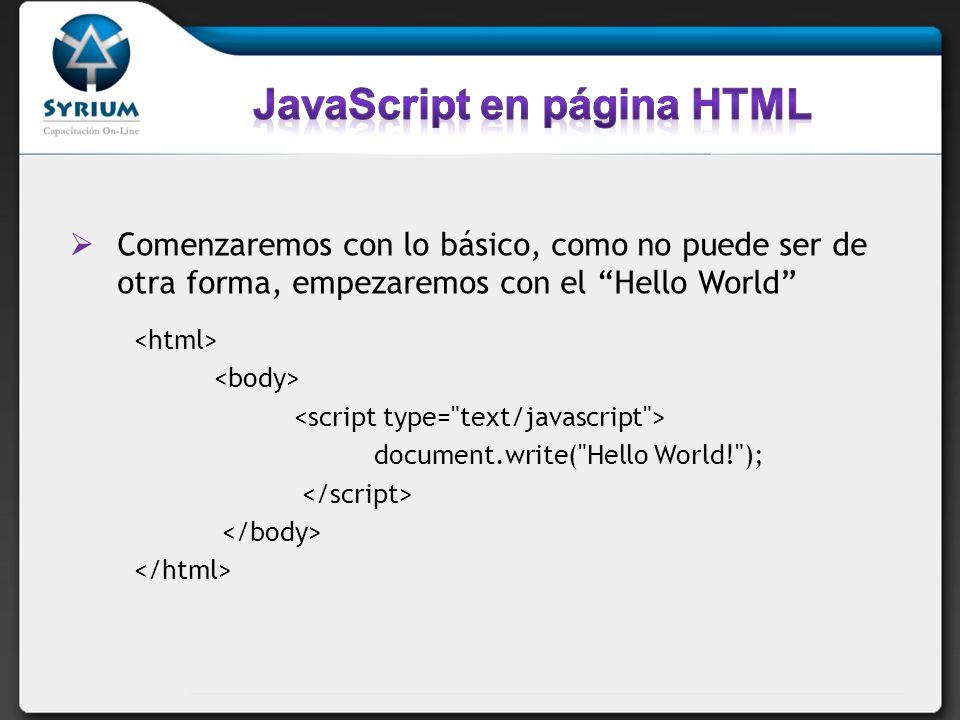 SYRIUM
Capacitación On-Line
JavaScript en página HTML
Comenzaremos con lo básico, como no puede ser de
otra forma, empezaremos con el “Hello World”
<html>
<body>
<script type="text/javascript">
document.write("Hello World!");
</script>
</body>
</html>